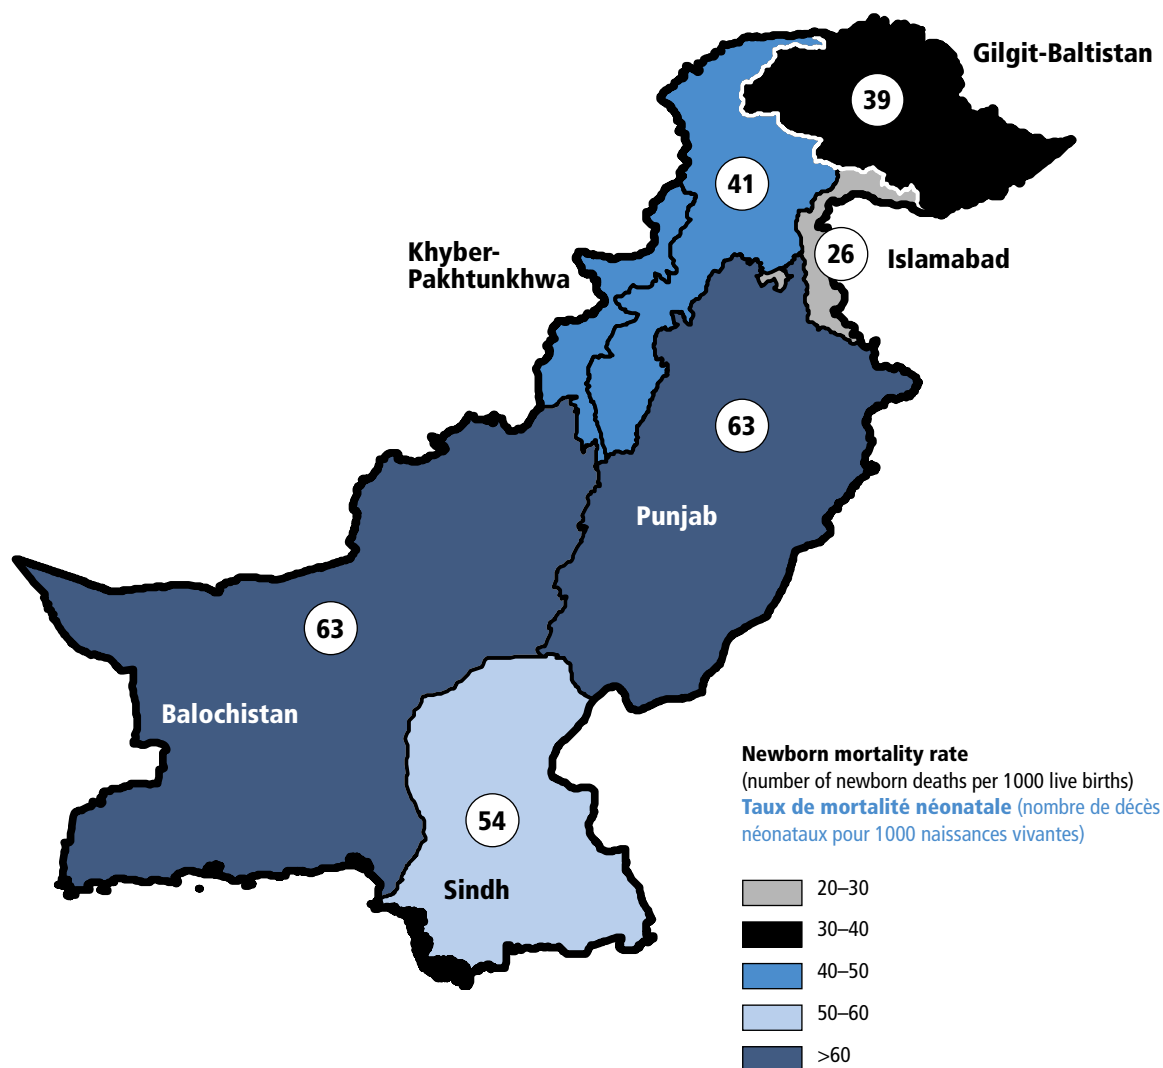 Gilgit-Baltistan
39
41
Khyber-
Pakhtunkhwa
26
Islamabad
63
Punjab
63
Balochistan
54
Sindh
Newborn mortality rate
(number of newborn deaths per 1000 live births)
Taux de mortalité néonatale (nombre de décès
néonataux pour 1000 naissances vivantes)
20–30
30–40
40–50
50–60
>60